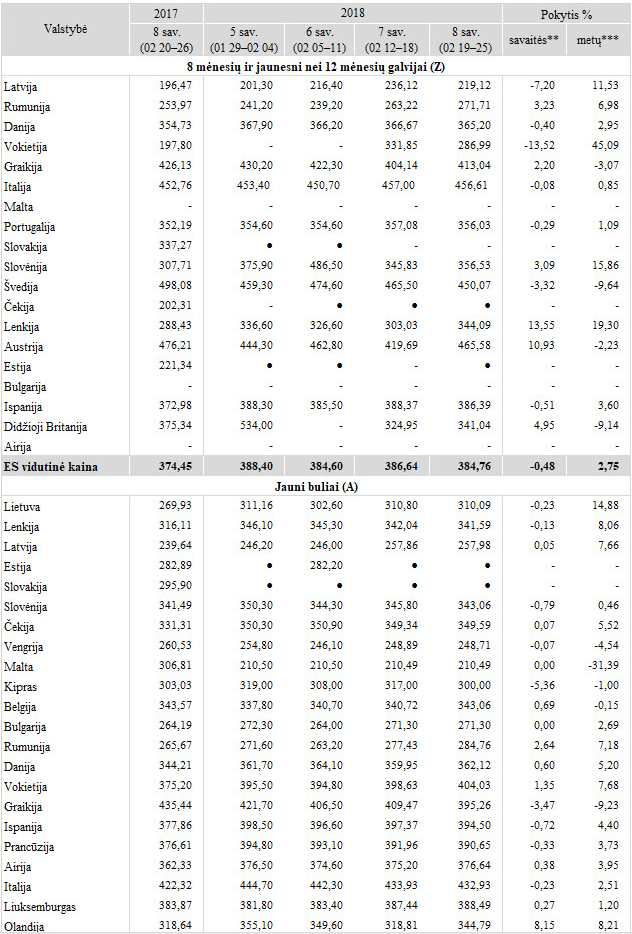 Valstybė 2017 2018 Pokytis %
8 sav. (02 20–26) 5 sav. (01 29–02 04) 6 sav. (02 05–11) 7 sav. (02 12–18) 8 sav. (02 19–25) savaitės** metų***
8 mėnesių ir jaunesni nei 12 mėnesių galvijai (Z)
Latvija 196,47 201,30 216,40 236,12 219,12 -7,20 11,53
Rumunija 253,97 241,20 239,20 263,22 271,71 3,23 6,98
Danija 354,73 367,90 366,20 366,67 365,20 -0,40 2,95
Vokietija 197,80 - - 331,85 286,99 -13,52 45,09
Graikija 426,13 430,20 422,30 404,14 413,04 2,20 -3,07
Italija 452,76 453,40 450,70 457,00 456,61 -0,08 0,85
Malta - - - - - - -
Portugalija 352,19 354,60 354,60 357,08 356,03 -0,29 1,09
Slovakija 337,27 ● ● - - - -
Slovėnija 307,71 375,90 486,50 345,83 356,53 3,09 15,86
Švedija 498,08 459,30 474,60 465,50 450,07 -3,32 -9,64
Čekija 202,31 - ● ● ● - -
Lenkija 288,43 336,60 326,60 303,03 344,09 13,55 19,30
Austrija 476,21 444,30 462,80 419,69 465,58 10,93 -2,23
Estija 221,34 ● ● - ● - -
Bulgarija - - - - - - -
Ispanija 372,98 388,30 385,50 388,37 386,39 -0,51 3,60
Didžioji Britanija 375,34 534,00 - 324,95 341,04 4,95 -9,14
Airija - - - - - - -
ES vidutinė kaina 374,45 388,40 384,60 386,64 384,76 -0,48 2,75
Jauni buliai (A)
Lietuva 269,93 311,16 302,60 310,80 310,09 -0,23 14,88
Lenkija 316,11 346,10 345,30 342,04 341,59 -0,13 8,06
Latvija 239,64 246,20 246,00 257,86 257,98 0,05 7,66
Estija 282,89 ● 282,20 ● ● - -
Slovakija 295,90 ● ● ● ● - -
Slovėnija 341,49 350,30 344,30 345,80 343,06 -0,79 0,46
Čekija 331,31 350,30 350,90 349,34 349,59 0,07 5,52
Vengrija 260,53 254,80 246,10 248,89 248,71 -0,07 -4,54
Malta 306,81 210,50 210,50 210,49 210,49 0,00 -31,39
Kipras 303,03 319,00 308,00 317,00 300,00 -5,36 -1,00
Belgija 343,57 337,80 340,70 340,72 343,06 0,69 -0,15
Bulgarija 264,19 272,30 264,00 271,30 271,30 0,00 2,69
Rumunija 265,67 271,60 263,20 277,43 284,76 2,64 7,18
Danija 344,21 361,70 364,10 359,95 362,12 0,60 5,20
Vokietija 375,20 395,50 394,80 398,63 404,03 1,35 7,68
Graikija 435,44 421,70 406,50 409,47 395,26 -3,47 -9,23
Ispanija 377,86 398,50 396,60 397,37 394,50 -0,72 4,40
Prancūzija 376,61 394,80 393,10 391,96 390,65 -0,33 3,73
Airija 362,33 376,50 374,60 375,20 376,64 0,38 3,95
Italija 422,32 444,70 442,30 433,93 432,93 -0,23 2,51
Liuksemburgas 383,87 381,80 383,40 387,44 388,49 0,27 1,20
Olandija 318,64 355,10 349,60 318,81 344,79 8,15 8,21